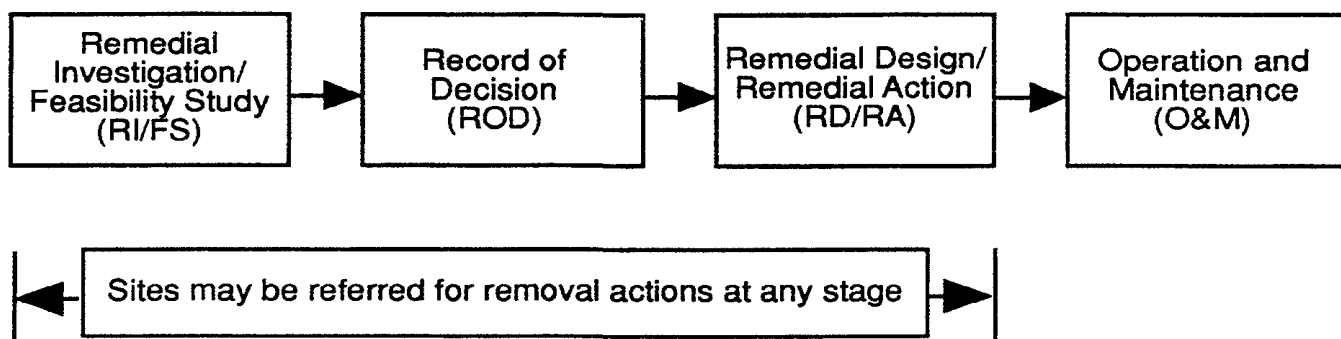 Remedial
Investigation/
Feasibility Study
(RI/FS)
Record of
Decision
(ROD)
Remedial Design/
Remedial Action
(RD/RA)
Operation and
Maintenance
(O&M)
Sites may be referred for removal actions at any stage